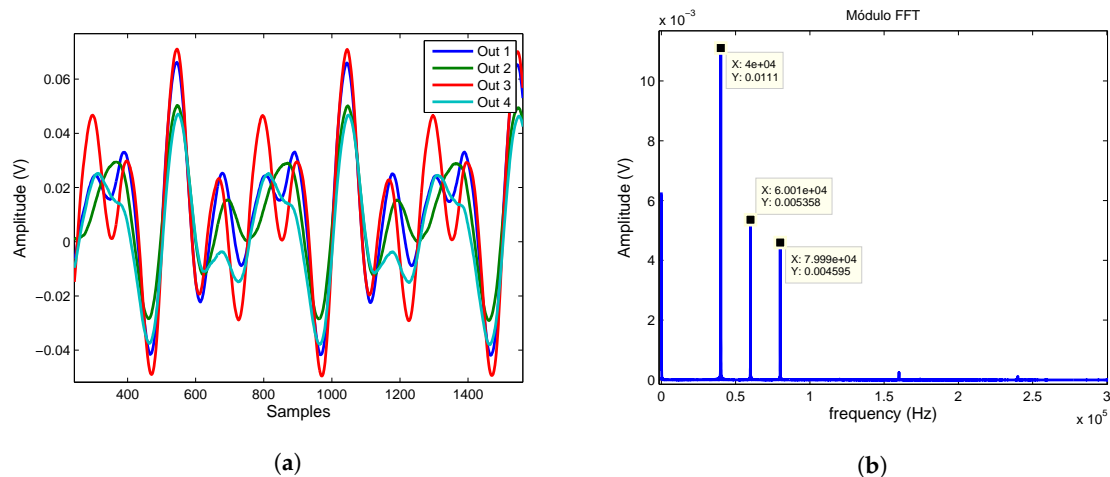 Amplitude (V)
0.06
0.04
0.02
0
−0.02
−0.04
400
600
800
1000
1200
1400
Samples
Out 1
Out 2
Out 3
Out 4
(a)
x 10⁻³
Módulo FFT
Amplitude (V)
10
8
6
4
2
0
X: 4e+04
Y: 0.0111
X: 6.001e+04
Y: 0.005358
X: 7.999e+04
Y: 0.004595
0
0.5
1
1.5
2
2.5
3
frequency (Hz)
x 10⁵
(b)